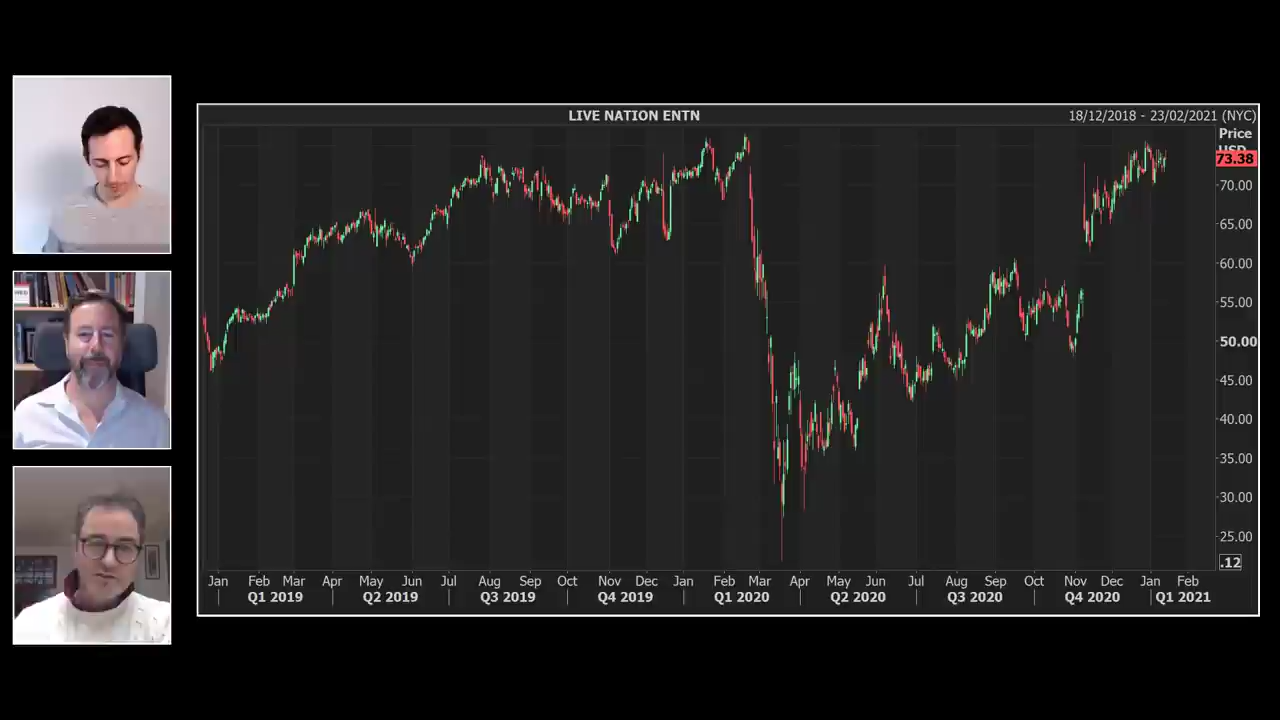 LIVE NATION ENTN
18/12/2018 - 23/02/2021 (NYC)
Price
USD
73.38
70.00
65.00
60.00
55.00
50.00
45.00
40.00
35.00
30.00
25.00
.12
Jan Feb Mar Apr May Jun Jul Aug Sep Oct Nov Dec Jan Feb Mar Apr May Jun Jul Aug Sep Oct Nov Dec Jan Feb
Q1 2019 Q2 2019 Q3 2019 Q4 2019 Q1 2020 Q2 2020 Q3 2020 Q4 2020 Q1 2021